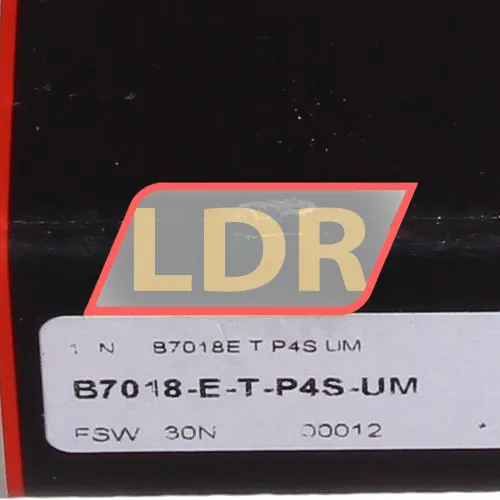 LDR
1 N B7018E T P4S UM
B7018-E-T-P4S-UM
FSW 30N 00012 *